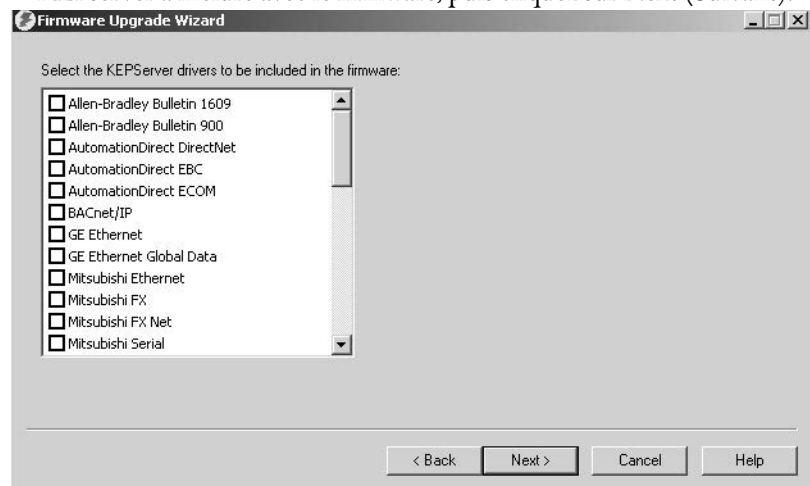 Firmware Upgrade Wizard
Select the KEPServer drivers to be included in the firmware:
Allen-Bradley Bulletin 1609
Allen-Bradley Bulletin 900
AutomationDirect DirectNet
AutomationDirect EBC
AutomationDirect ECOM
BACnet/IP
GE Ethernet
GE Ethernet Global Data
Mitsubishi Ethernet
Mitsubishi FX
Mitsubishi FX Net
Mitsubishi Serial
< Back Next > Cancel Help